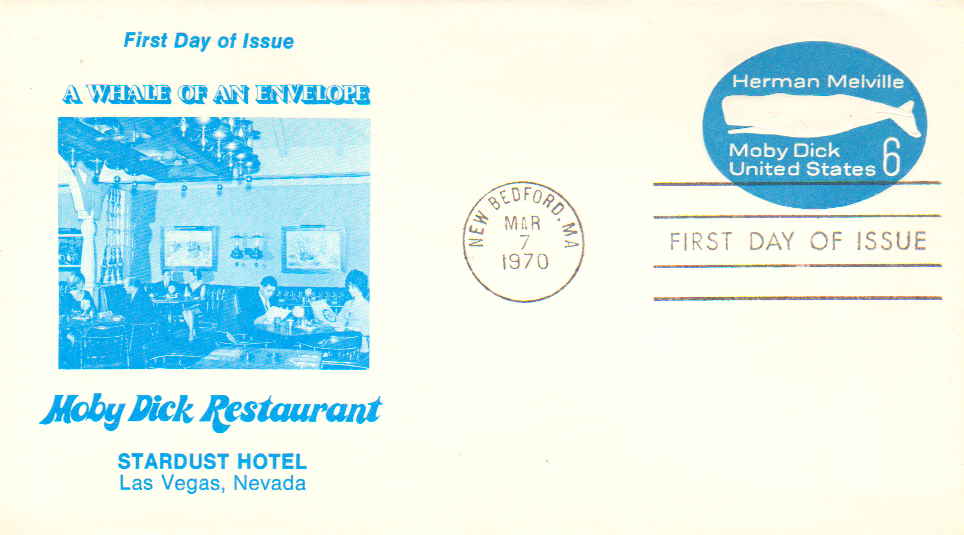 First Day of Issue
A WHALE OF AN ENVELOPE
Moby Dick Restaurant
STARDUST HOTEL
Las Vegas, Nevada
NEW BEDFORD, MA
MAR
7
1970
Herman Melville
Moby Dick
United States 6
FIRST DAY OF ISSUE